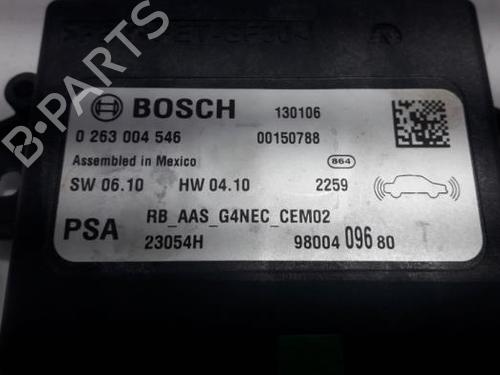 BOSCH 130106
0 263 004 546 00150788
Assembled in Mexico 864
SW 06.10 HW 04.10 2259
PSA RB_AAS_G4NEC_CEM02
23054H 98004 096 80
B-PARTS